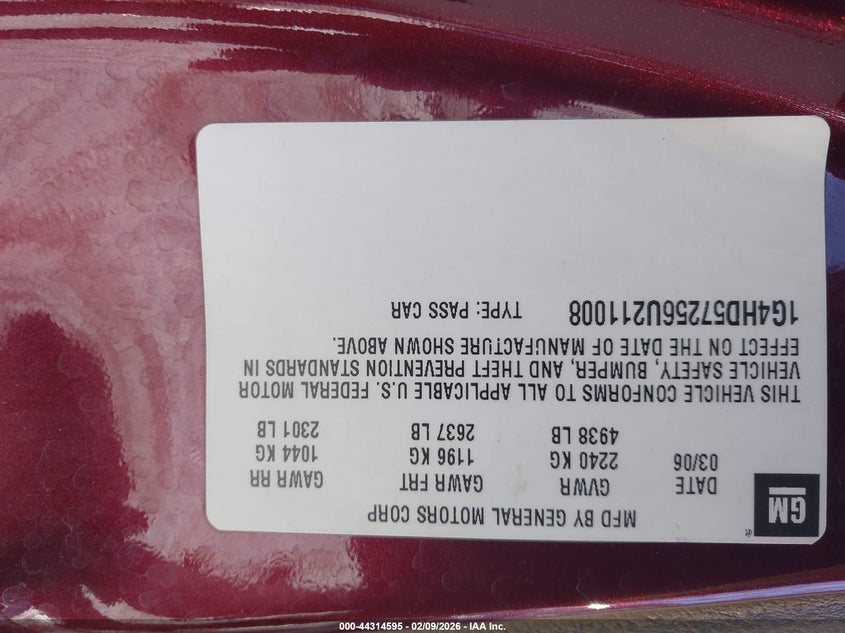 MFD BY GENERAL MOTORS CORP
GM®
DATE GVWR GAWR FRT GAWR RR
03/06 2240 KG 1196 KG 1044 KG
4938 LB 2637 LB 2301 LB
THIS VEHICLE CONFORMS TO ALL APPLICABLE U.S. FEDERAL MOTOR
VEHICLE SAFETY, BUMPER, AND THEFT PREVENTION STANDARDS IN
EFFECT ON THE DATE OF MANUFACTURE SHOWN ABOVE.
1G4HD57256U211008 TYPE: PASS CAR
000-44314595 - 02/09/2026 - IAA Inc.